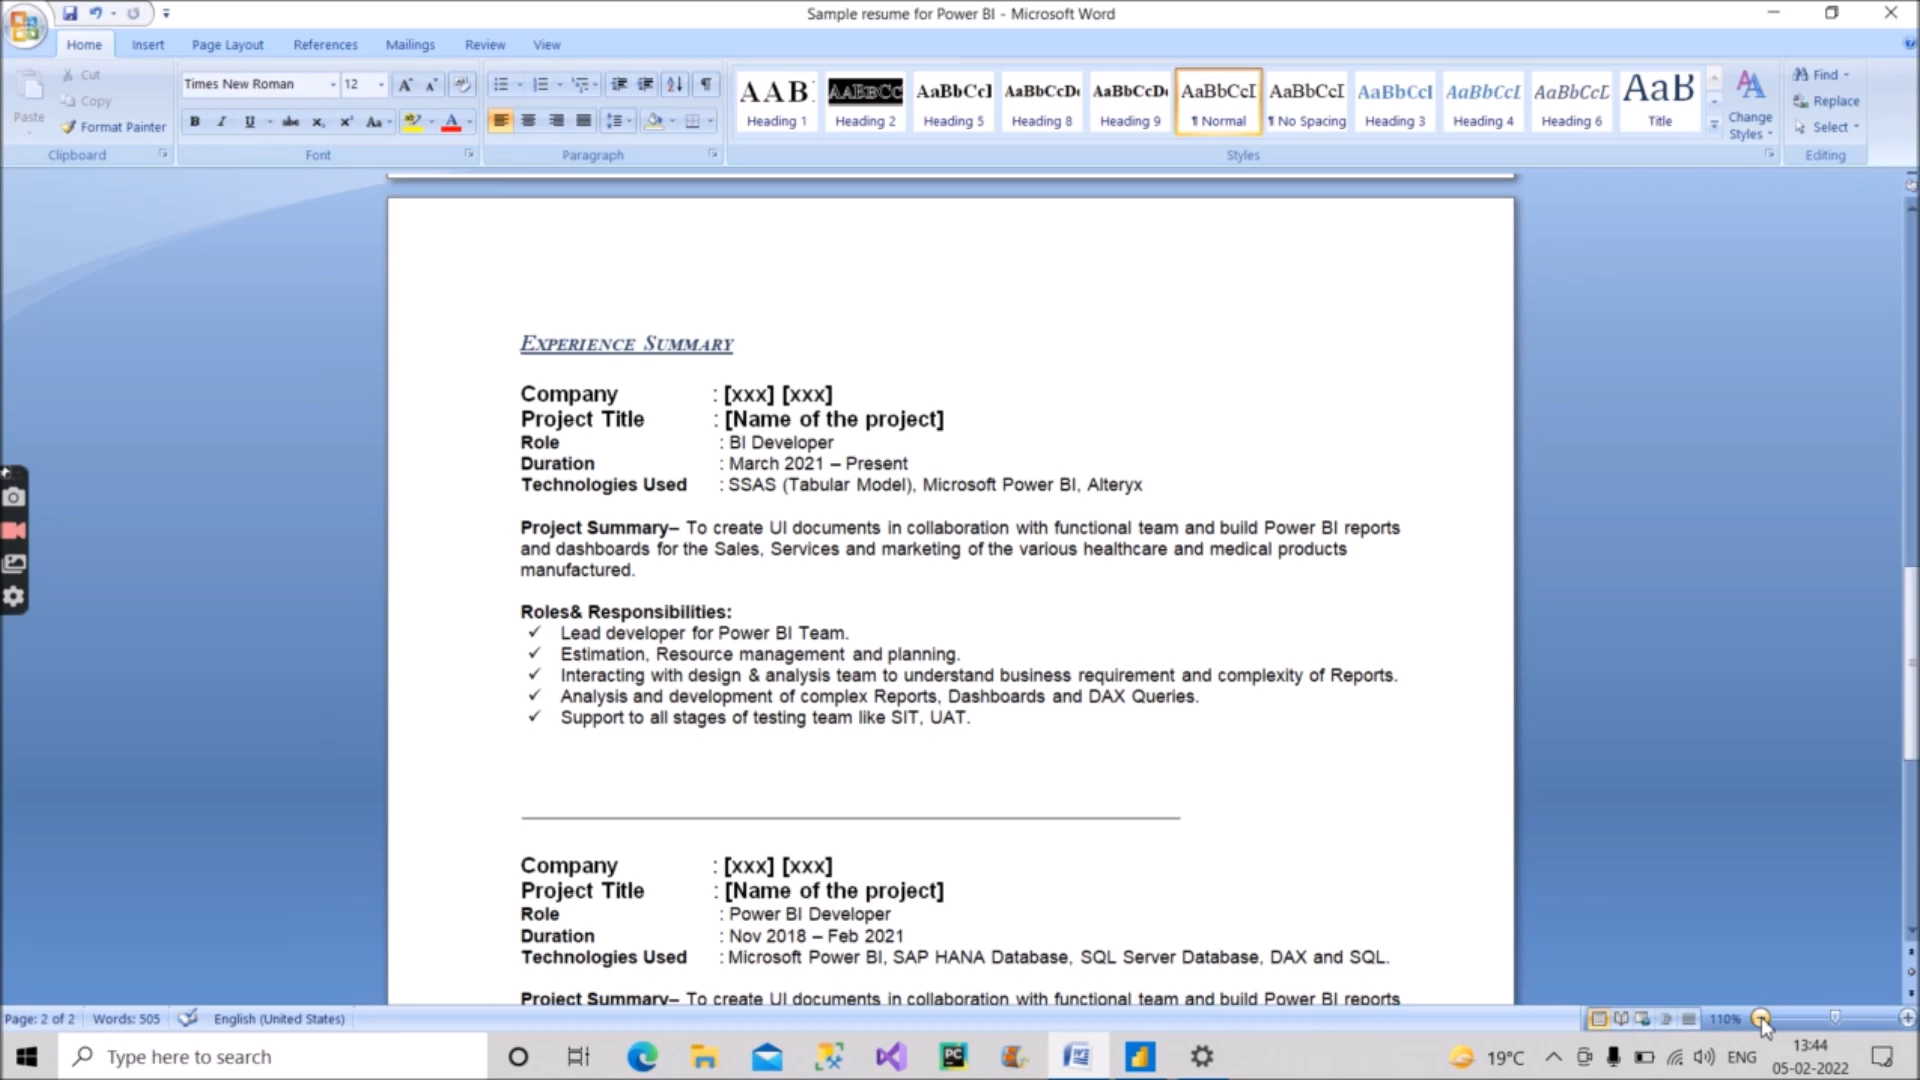 Sample resume for Power BI - Microsoft Word
Home Insert Page Layout References Mailings Review View
Paste
Cut
Copy
Format Painter
Clipboard
Times New Roman 12
B I U abc x₂ x² Aa A
Font
Paragraph
AAB AABBCC AaBbCcI AaBbCcDi AaBbCcDi AaBbCcI AaBbCcI AaBbCcI AaBbCcI AaBbCcL AaB
Heading 1 Heading 2 Heading 5 Heading 8 Heading 9 ¶ Normal ¶ No Spacing Heading 3 Heading 4 Heading 6 Title
Change Styles
Styles
Find
Replace
Select
Editing
EXPERIENCE SUMMARY
Company : [xxx] [xxx]
Project Title : [Name of the project]
Role : BI Developer
Duration : March 2021 – Present
Technologies Used : SSAS (Tabular Model), Microsoft Power BI, Alteryx
Project Summary– To create UI documents in collaboration with functional team and build Power BI reports
and dashboards for the Sales, Services and marketing of the various healthcare and medical products
manufactured.
Roles& Responsibilities:
✓ Lead developer for Power BI Team.
✓ Estimation, Resource management and planning.
✓ Interacting with design & analysis team to understand business requirement and complexity of Reports.
✓ Analysis and development of complex Reports, Dashboards and DAX Queries.
✓ Support to all stages of testing team like SIT, UAT.
Company : [xxx] [xxx]
Project Title : [Name of the project]
Role : Power BI Developer
Duration : Nov 2018 – Feb 2021
Technologies Used : Microsoft Power BI, SAP HANA Database, SQL Server Database, DAX and SQL.
Project Summary– To create UI documents in collaboration with functional team and build Power BI reports
Page: 2 of 2 Words: 505 English (United States) 110%
Type here to search
PC
19°C ENG
13:44
05-02-2022